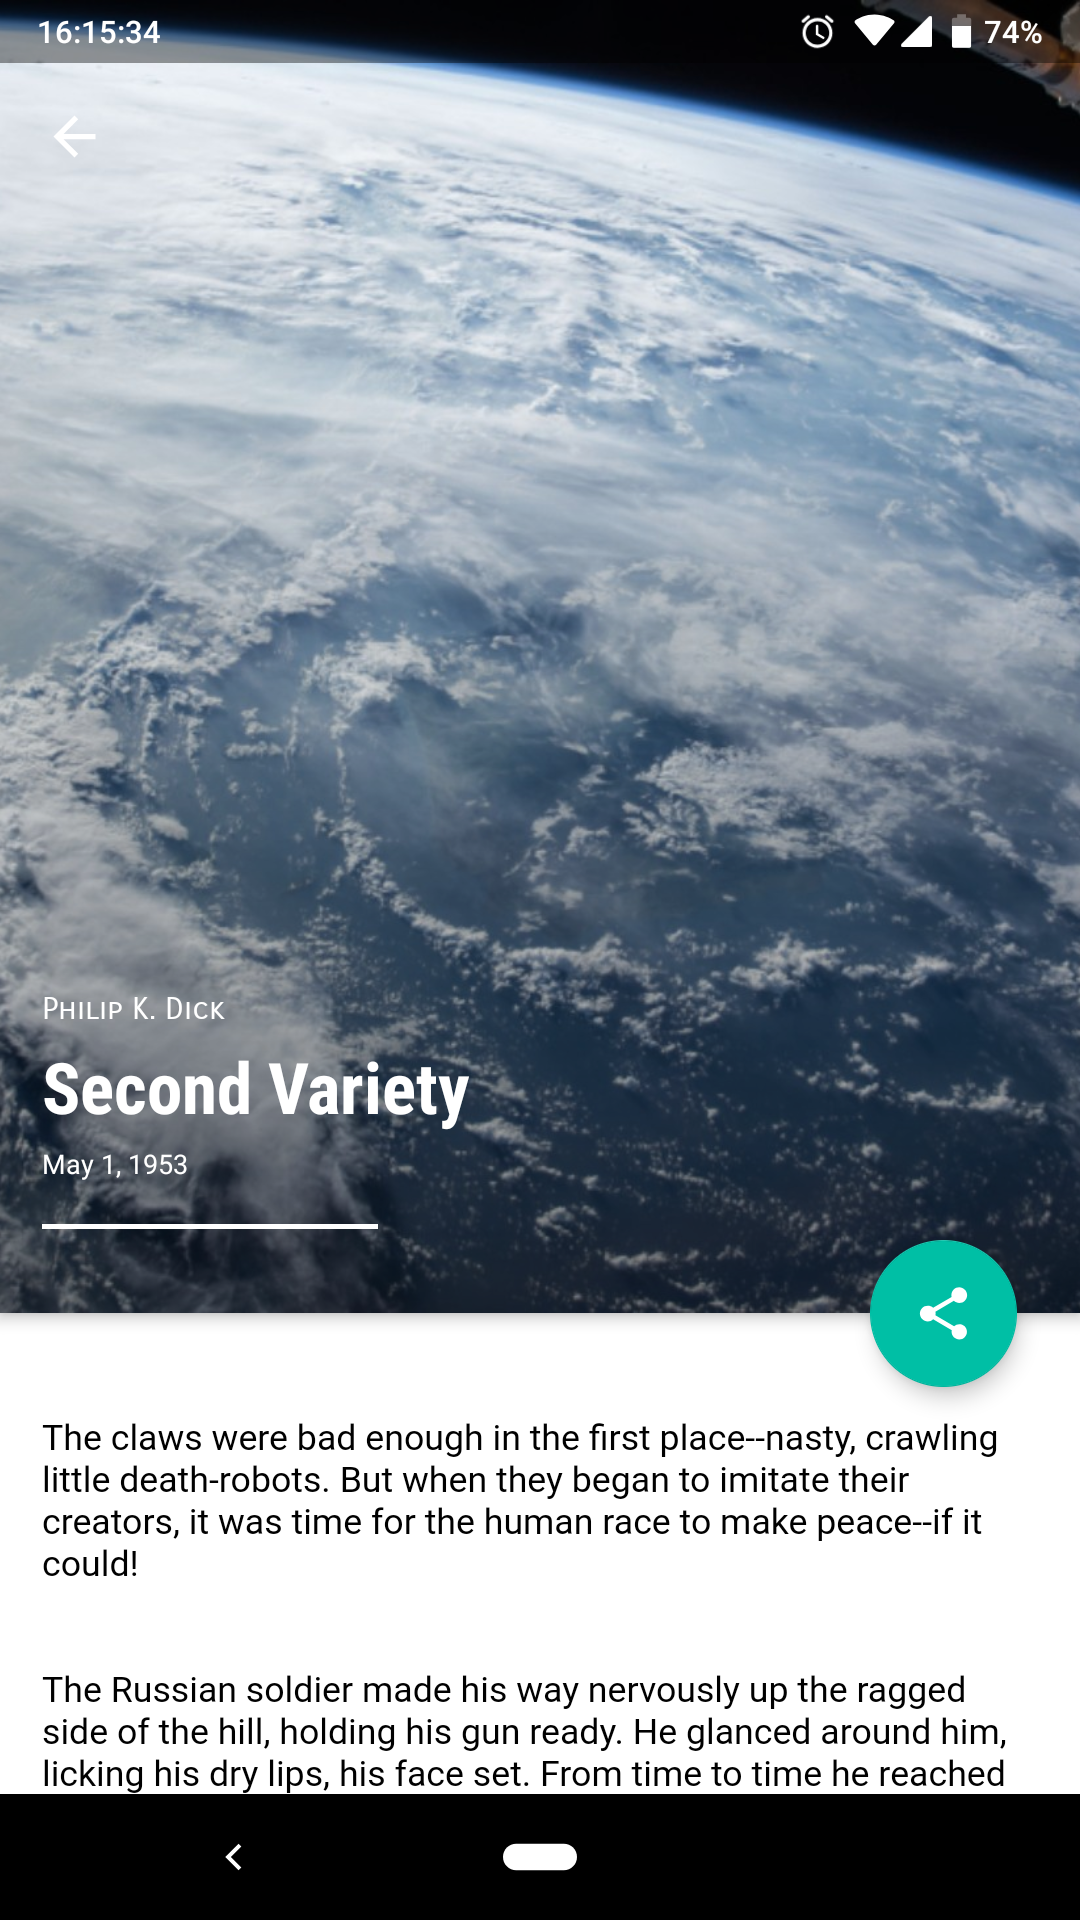 16:15:34
74%
Philip K. Dick
Second Variety
May 1, 1953
The claws were bad enough in the first place--nasty, crawling
little death-robots. But when they began to imitate their
creators, it was time for the human race to make peace--if it
could!
The Russian soldier made his way nervously up the ragged
side of the hill, holding his gun ready. He glanced around him,
licking his dry lips, his face set. From time to time he reached